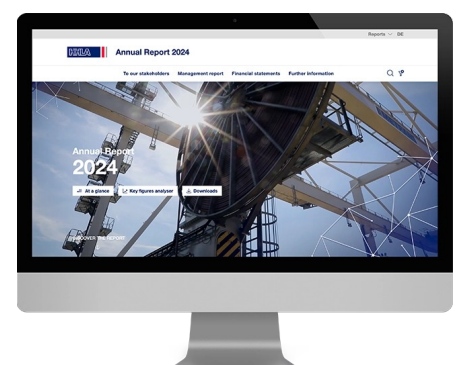 Reports DE
HHLA Annual Report 2024
To our stakeholders Management report Financial statements Further information
Annual Report
2024
At a glance Key figures analyser Downloads
DISCOVER THE REPORT